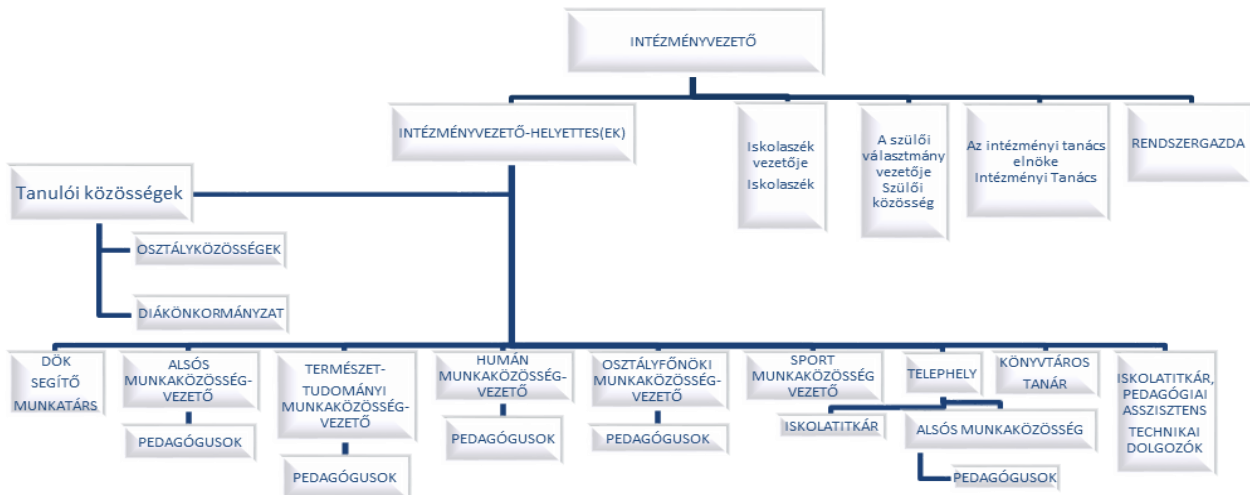 INTÉZMÉNYVEZETŐ
INTÉZMÉNYVEZETŐ-HELYETTES(EK)
Iskolaszék
vezetője
Iskolaszék
A szülői
választmány
vezetője
Szülői
közösség
Az intézményi tanács
elnöke
Intézményi Tanács
RENDSZERGAZDA
Tanulói közösségek
OSZTÁLYKÖZÖSSÉGEK
DIÁKÖNKORMÁNYZAT
DÖK
SEGÍTŐ
MUNKATÁRS
ALSÓS
MUNKAKÖZÖSSÉG-
VEZETŐ
PEDAGÓGUSOK
TERMÉSZET-
TUDOMÁNYI
MUNKAKÖZÖSSÉG-
VEZETŐ
PEDAGÓGUSOK
HUMÁN
MUNKAKÖZÖSSÉG-
VEZETŐ
PEDAGÓGUSOK
OSZTÁLYFŐNÖKI
MUNKAKÖZÖSSÉG-
VEZETŐ
PEDAGÓGUSOK
SPORT
MUNKAKÖZÖSSÉG
VEZETŐ
TELEPHELY
ISKOLATITKÁR
ALSÓS MUNKAKÖZÖSSÉG
PEDAGÓGUSOK
KÖNYVTÁROS
TANÁR
ISKOLATITKÁR,
PEDAGÓGIAI
ASSZISZTENS
TECHNIKAI
DOLGOZÓK